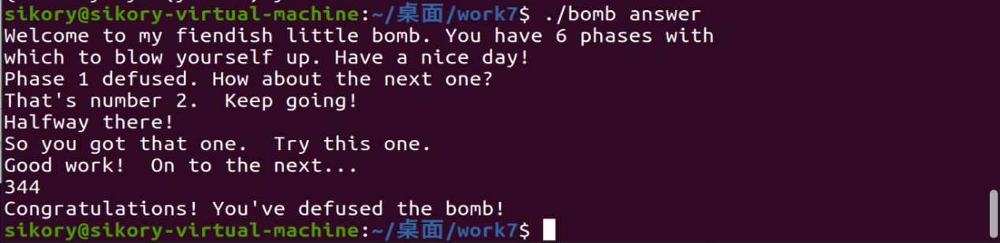 sikory@sikory-virtual-machine:~/桌面/work7$ ./bomb answer
Welcome to my fiendish little bomb. You have 6 phases with
which to blow yourself up. Have a nice day!
Phase 1 defused. How about the next one?
That's number 2.  Keep going!
Halfway there!
So you got that one.  Try this one.
Good work!  On to the next...
344
Congratulations! You've defused the bomb!
sikory@sikory-virtual-machine:~/桌面/work7$